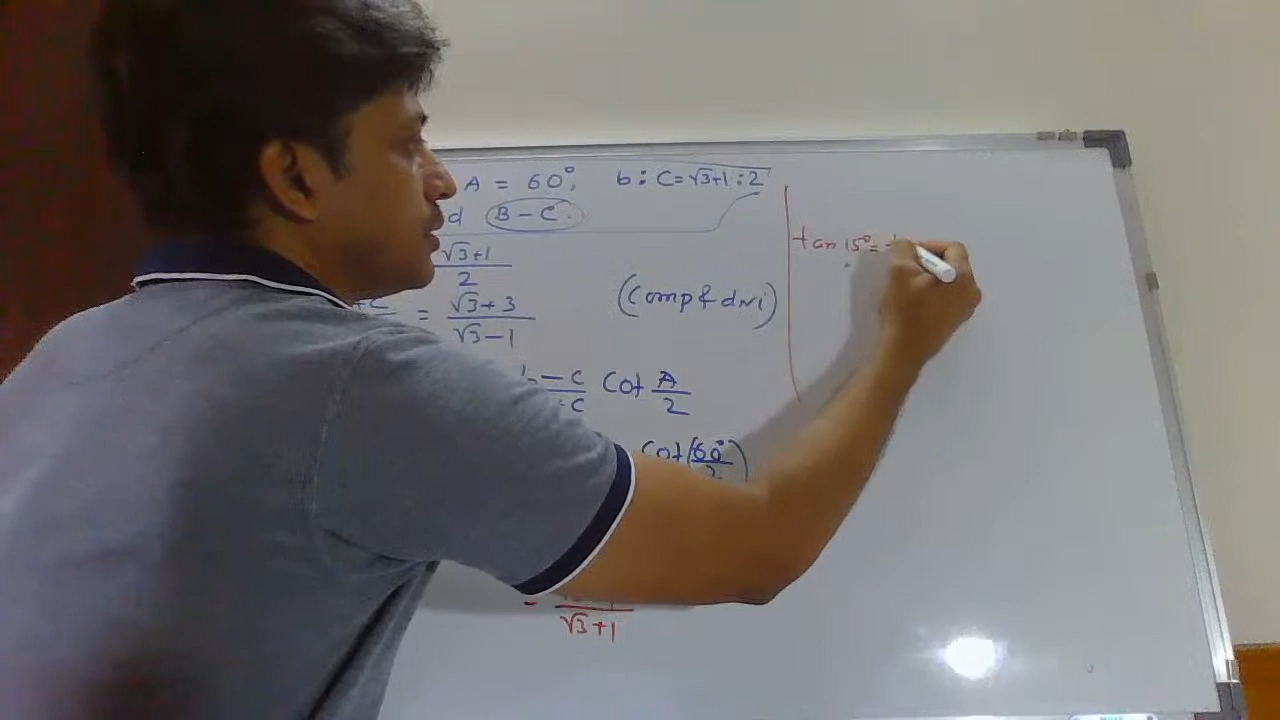 A = 60°, b : C = √3+1 : 2
d B - C.
√3+1
2
+C = √3+3 (comp & divi)
√3-1
b-C Cot A
+C 2
Cot (60°
2)
=
√3+1
tan 15° =